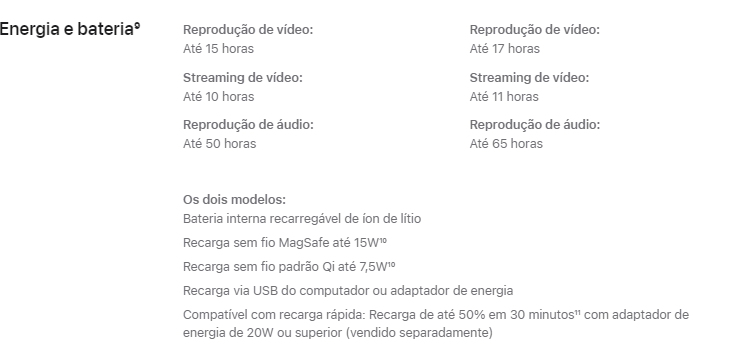 Energia e bateria⁹
Reprodução de vídeo:
Até 15 horas
Streaming de vídeo:
Até 10 horas
Reprodução de áudio:
Até 50 horas
Reprodução de vídeo:
Até 17 horas
Streaming de vídeo:
Até 11 horas
Reprodução de áudio:
Até 65 horas
Os dois modelos:
Bateria interna recarregável de íon de lítio
Recarga sem fio MagSafe até 15W¹⁰
Recarga sem fio padrão Qi até 7,5W¹⁰
Recarga via USB do computador ou adaptador de energia
Compatível com recarga rápida: Recarga de até 50% em 30 minutos¹¹ com adaptador de
energia de 20W ou superior (vendido separadamente)